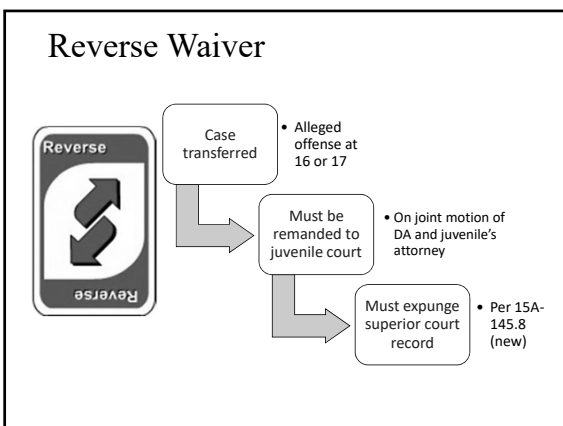 Reverse Waiver
Reverse
Reverse
Case
transferred
• Alleged
offense at
16 or 17
Must be
remanded to
juvenile court
• On joint motion of
DA and juvenile's
attorney
Must expunge
superior court
record
• Per 15A-
145.8
(new)